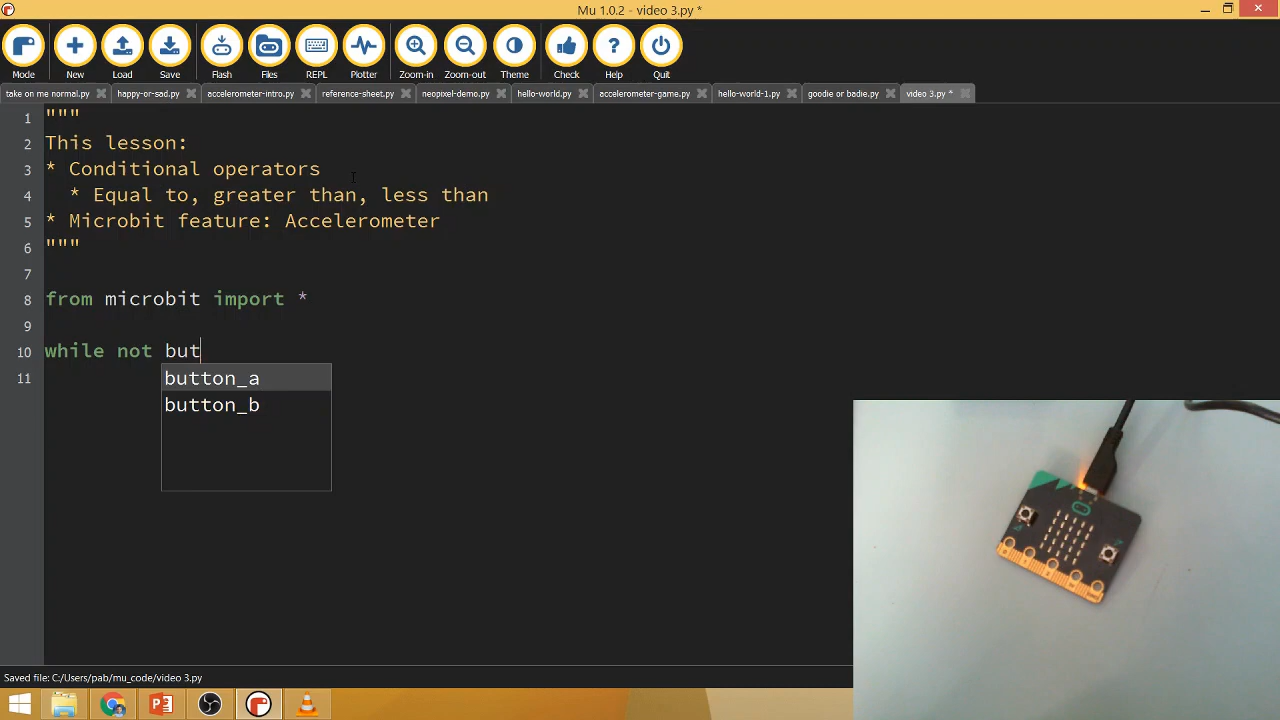 Mu 1.0.2 - video 3.py *
Mode New Load Save Flash Files REPL Plotter Zoom-in Zoom-out Theme Check Help Quit
take on me normal.py happy-or-sad.py accelerometer-intro.py reference-sheet.py neopixel-demo.py hello-world.py accelerometer-game.py hello-world-1.py goodie or badie.py video 3.py *
1 """
2 This lesson:
3 * Conditional operators
4 * Equal to, greater than, less than
5 * Microbit feature: Accelerometer
6 """
7
8 from microbit import *
9
10 while not but
11
button_a
button_b
Saved file: C:/Users/pab/mu_code/video 3.py